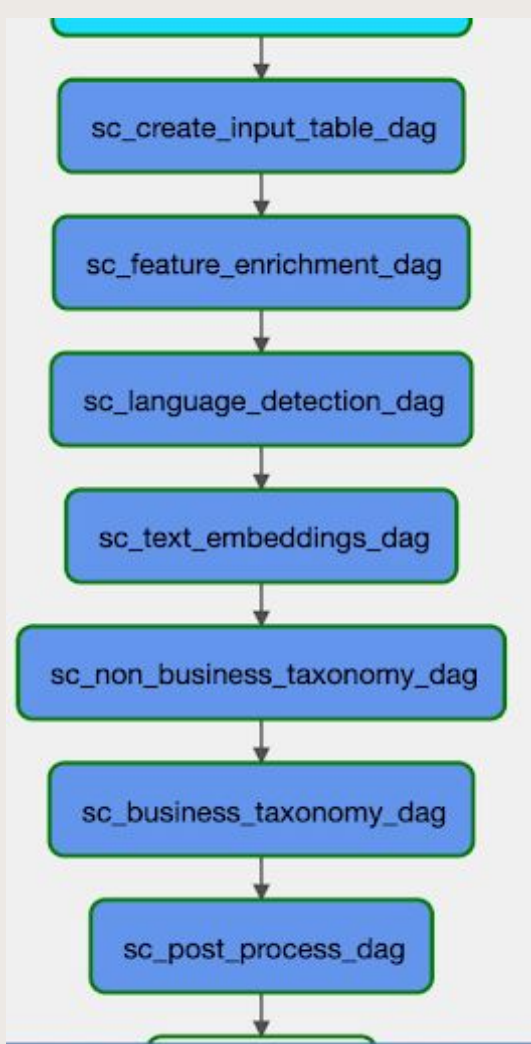 sc_create_input_table_dag
sc_feature_enrichment_dag
sc_language_detection_dag
sc_text_embeddings_dag
sc_non_business_taxonomy_dag
sc_business_taxonomy_dag
sc_post_process_dag